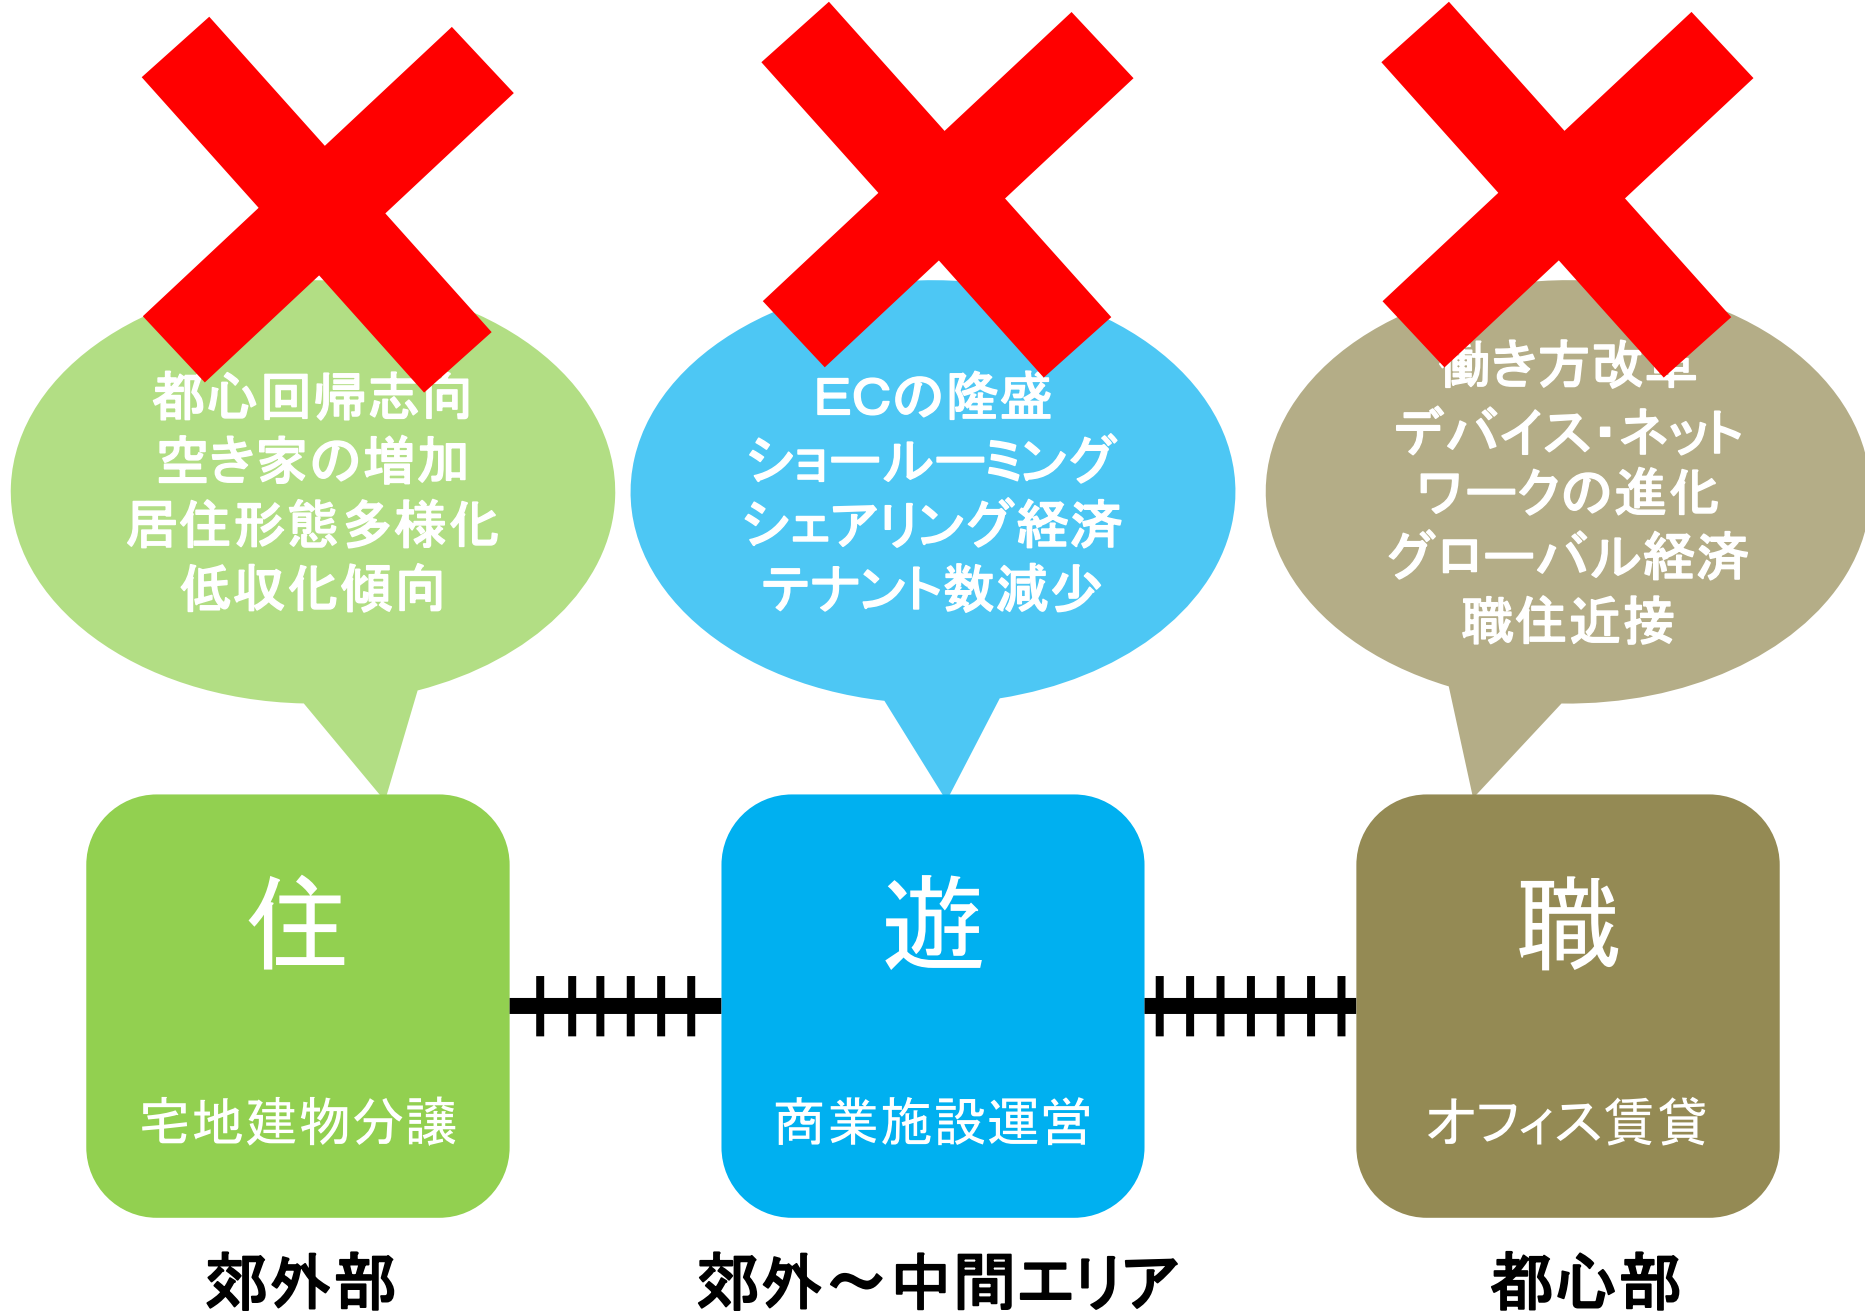 都心回帰志向
空き家の増加
居住形態多様化
低収化傾向
ECの隆盛
ショールーミング
シェアリング経済
テナント数減少
働き方改革
デバイス・ネット
ワークの進化
グローバル経済
職住近接
住
宅地建物分譲
遊
商業施設運営
職
オフィス賃貸
郊外部
郊外～中間エリア
都心部